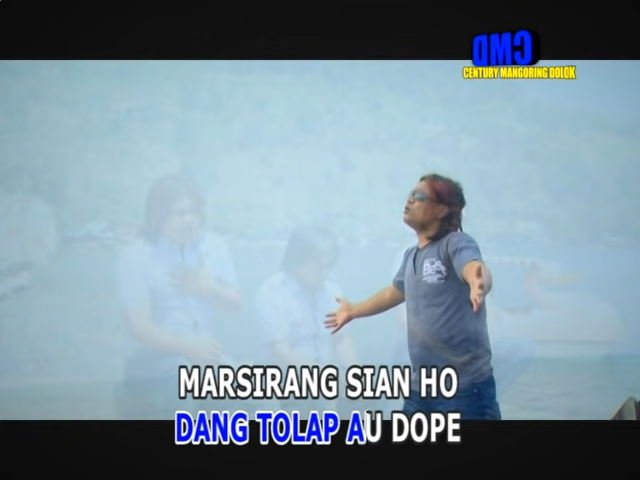 CMD
CENTURY MANGORING DOLOK
MARSIRANG SIAN HO
DANG TOLAP AU DOPE